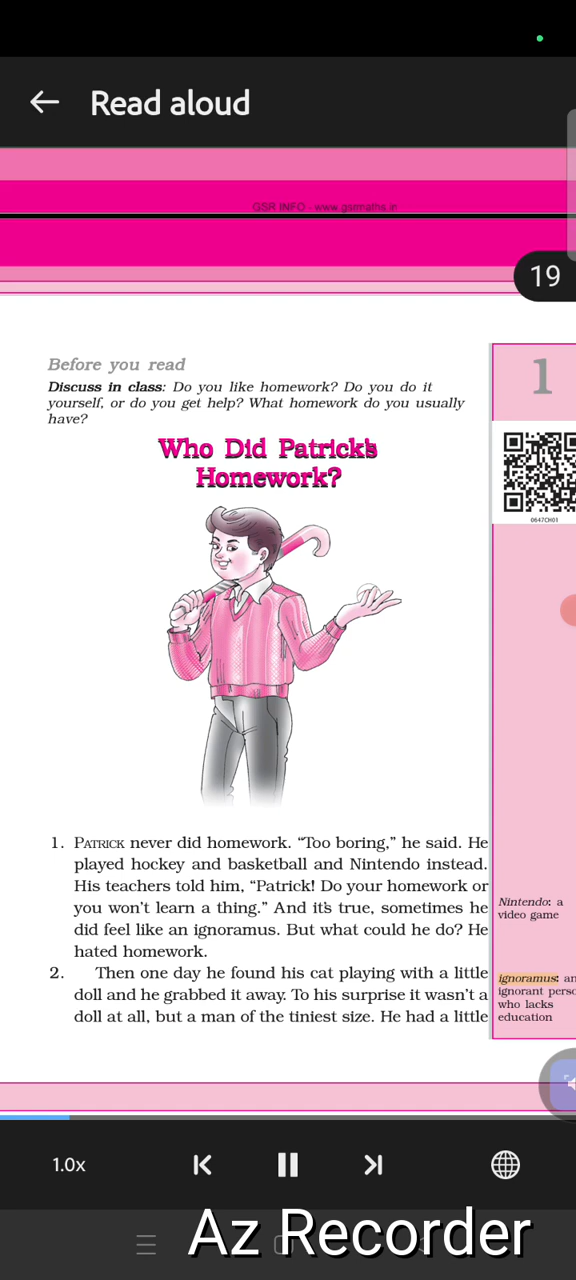 Read aloud
GSR INFO - www.gsrmaths.in
19
Before you read
Discuss in class: Do you like homework? Do you do it
yourself, or do you get help? What homework do you usually
have?
1
Who Did Patrick's
Homework?
0647CH01
1. PATRICK never did homework. “Too boring,” he said. He
played hockey and basketball and Nintendo instead.
His teachers told him, “Patrick! Do your homework or
you won't learn a thing.” And it's true, sometimes he
did feel like an ignoramus. But what could he do? He
hated homework.
2. Then one day he found his cat playing with a little
doll and he grabbed it away. To his surprise it wasn't a
doll at all, but a man of the tiniest size. He had a little
Nintendo: a
video game
ignoramus: an
ignorant perso
who lacks
education
1.0x
Az Recorder